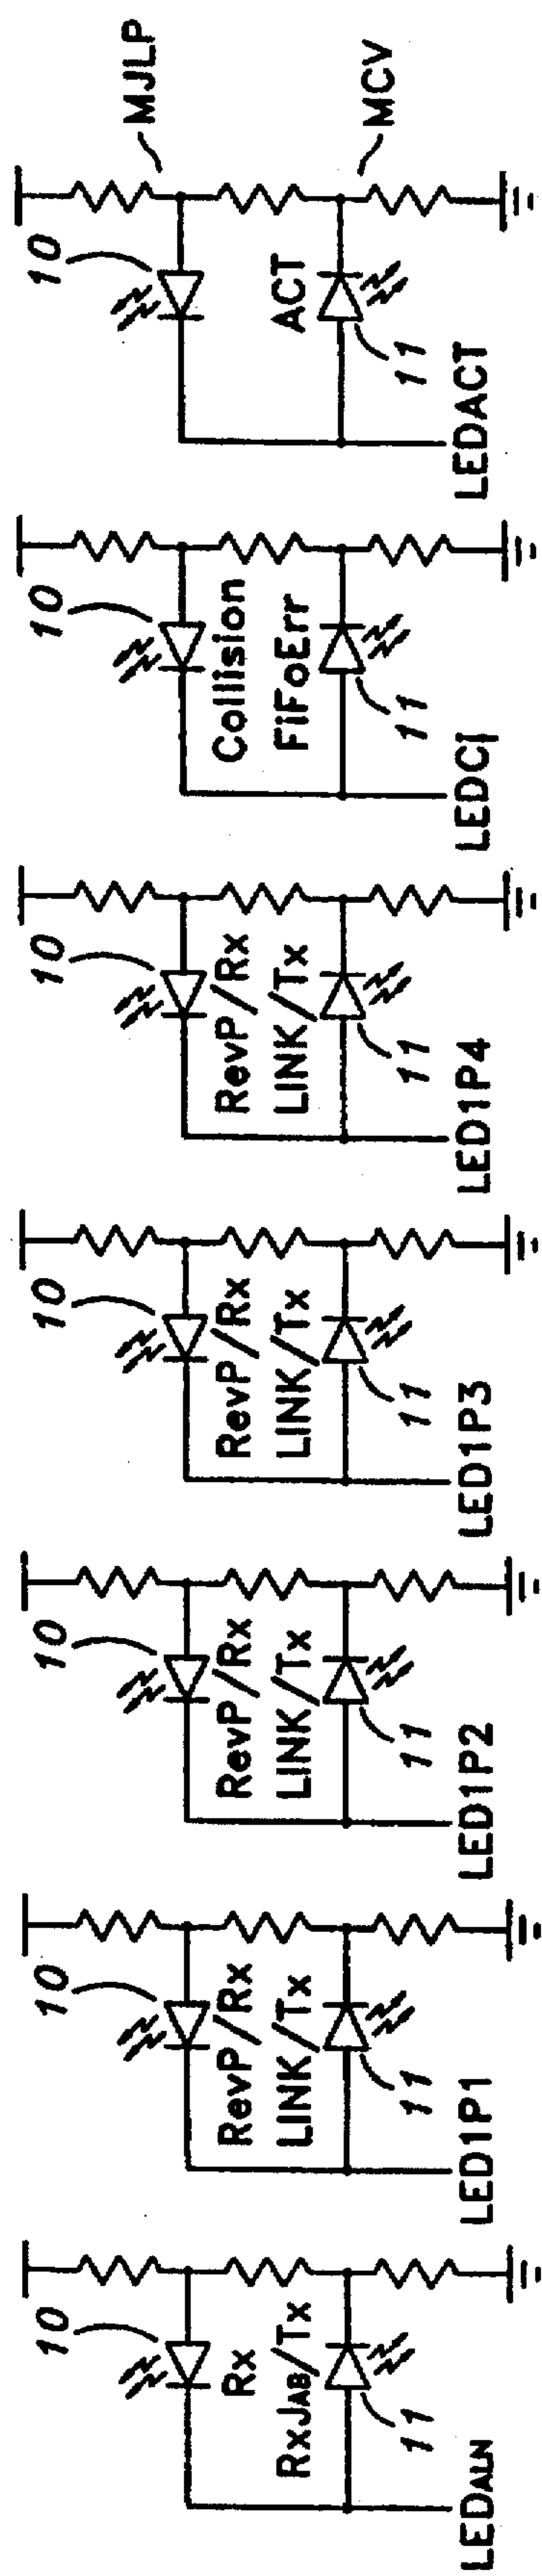 10
Rx
RxJAB/Tx
11
LEDALN
10
RevP/Rx
LINK/Tx
11
LED1P1
10
RevP/Rx
LINK/Tx
11
LED1P2
10
RevP/Rx
LINK/Tx
11
LED1P3
10
RevP/Rx
LINK/Tx
11
LED1P4
10
Collision
FiFoErr
11
LEDCj
10
MJLP
ACT
MCV
11
LEDACT